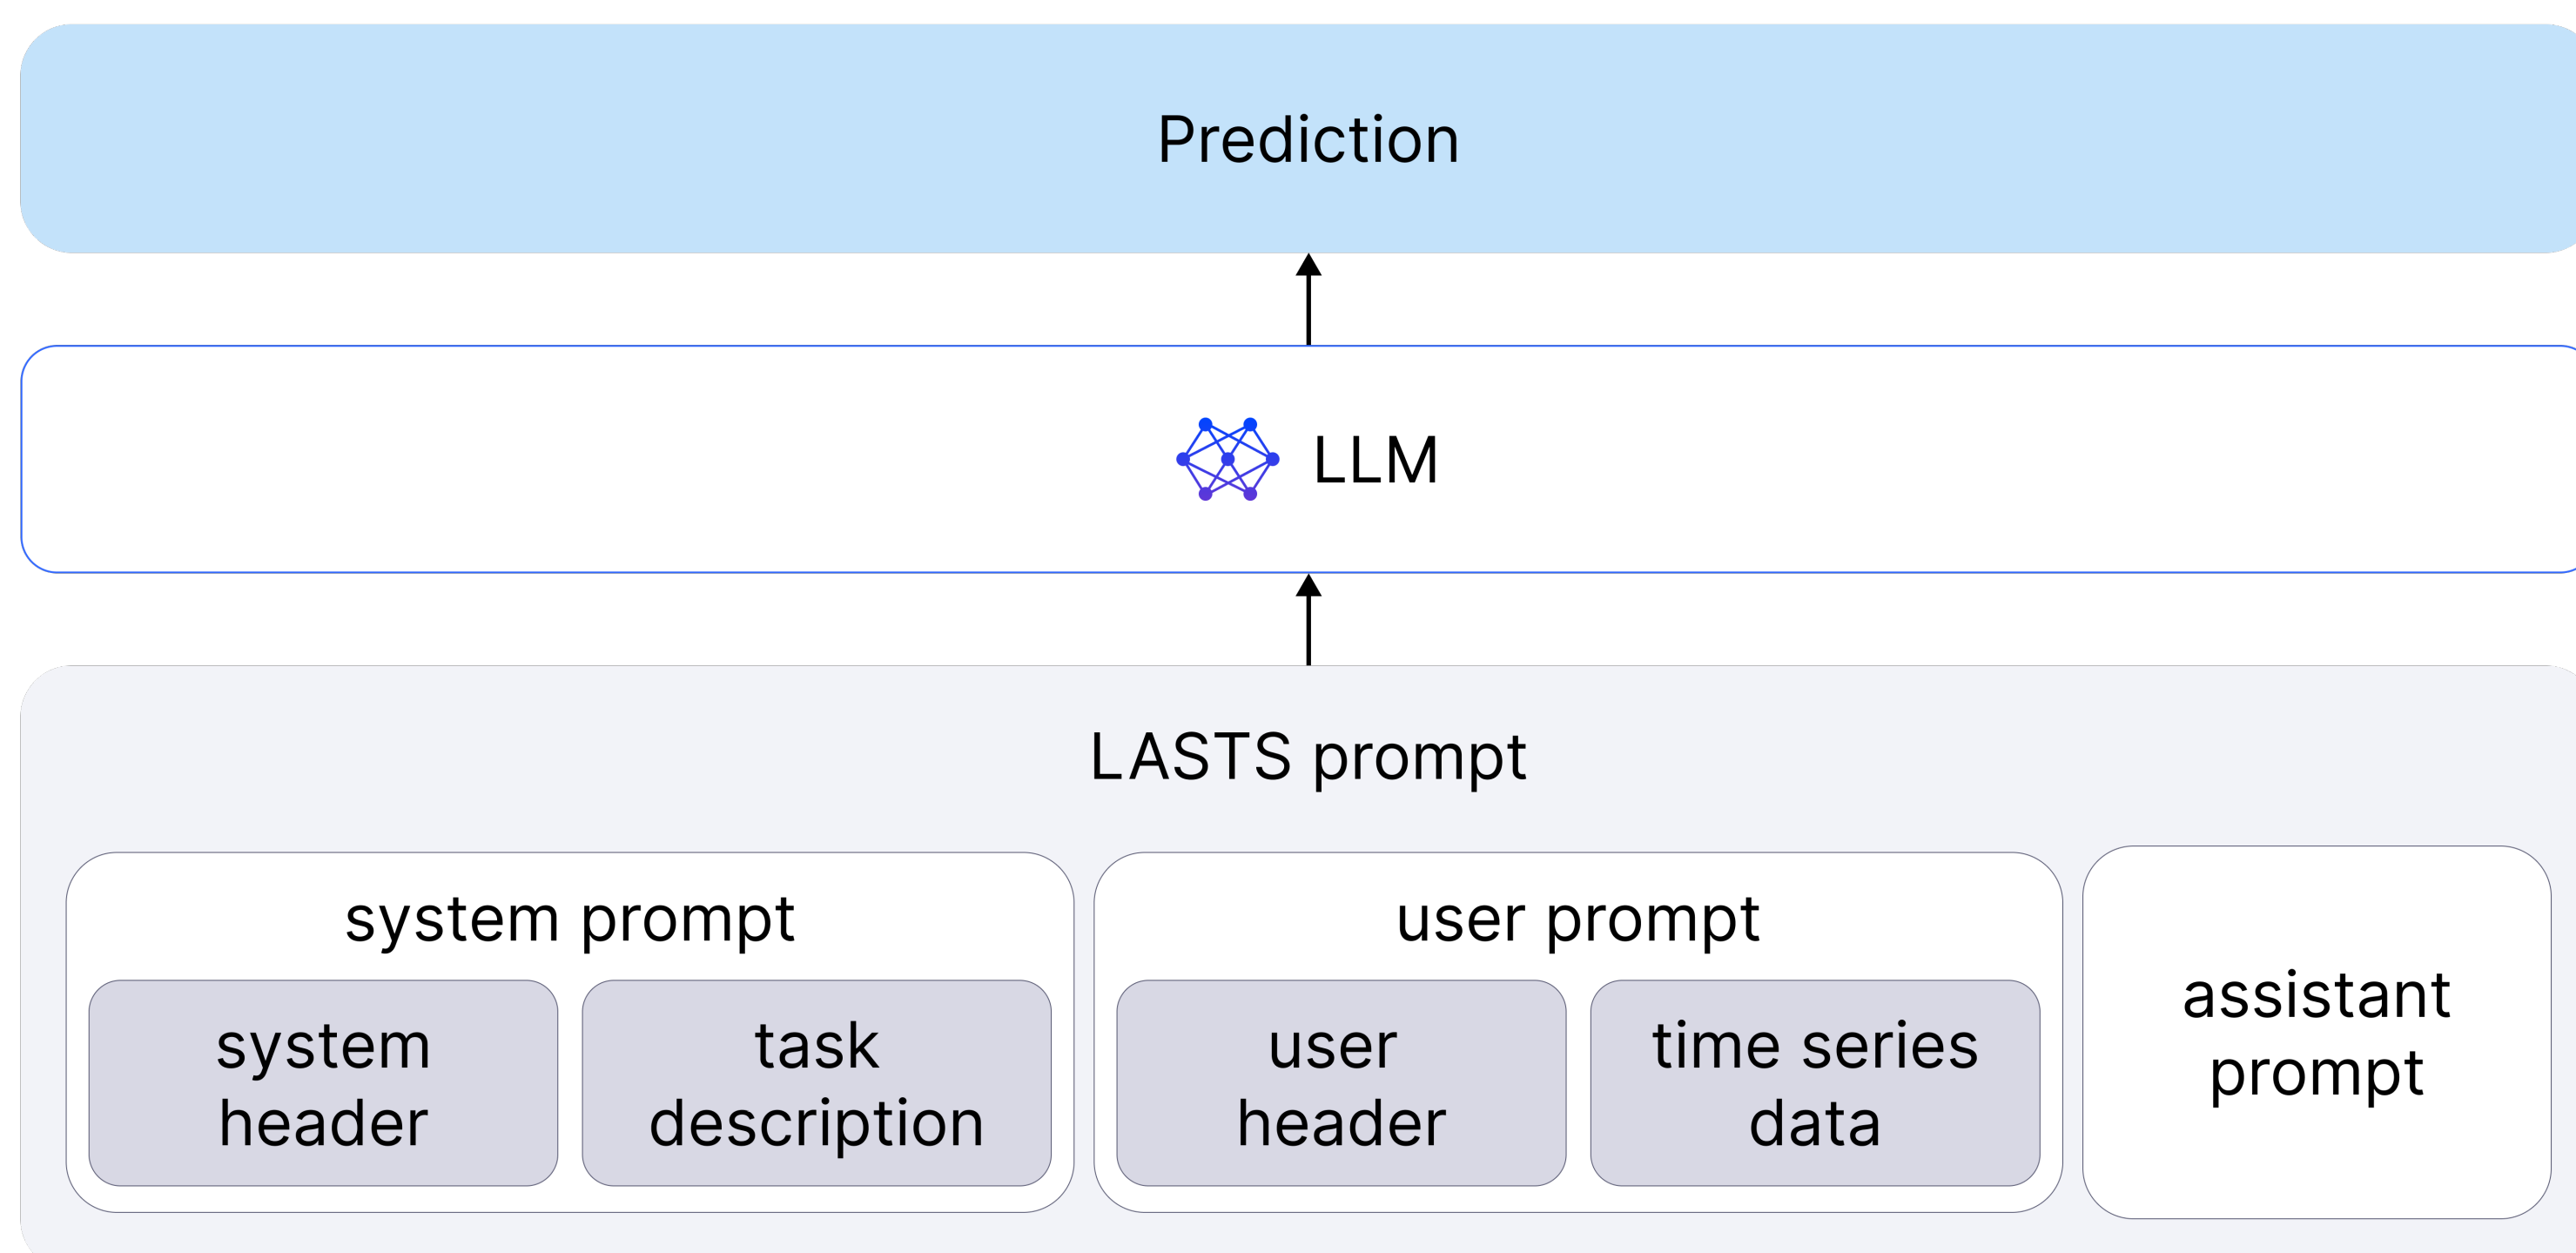 Prediction
LLM
LASTS prompt
system prompt
system
header
task
description
user prompt
user
header
time series
data
assistant
prompt